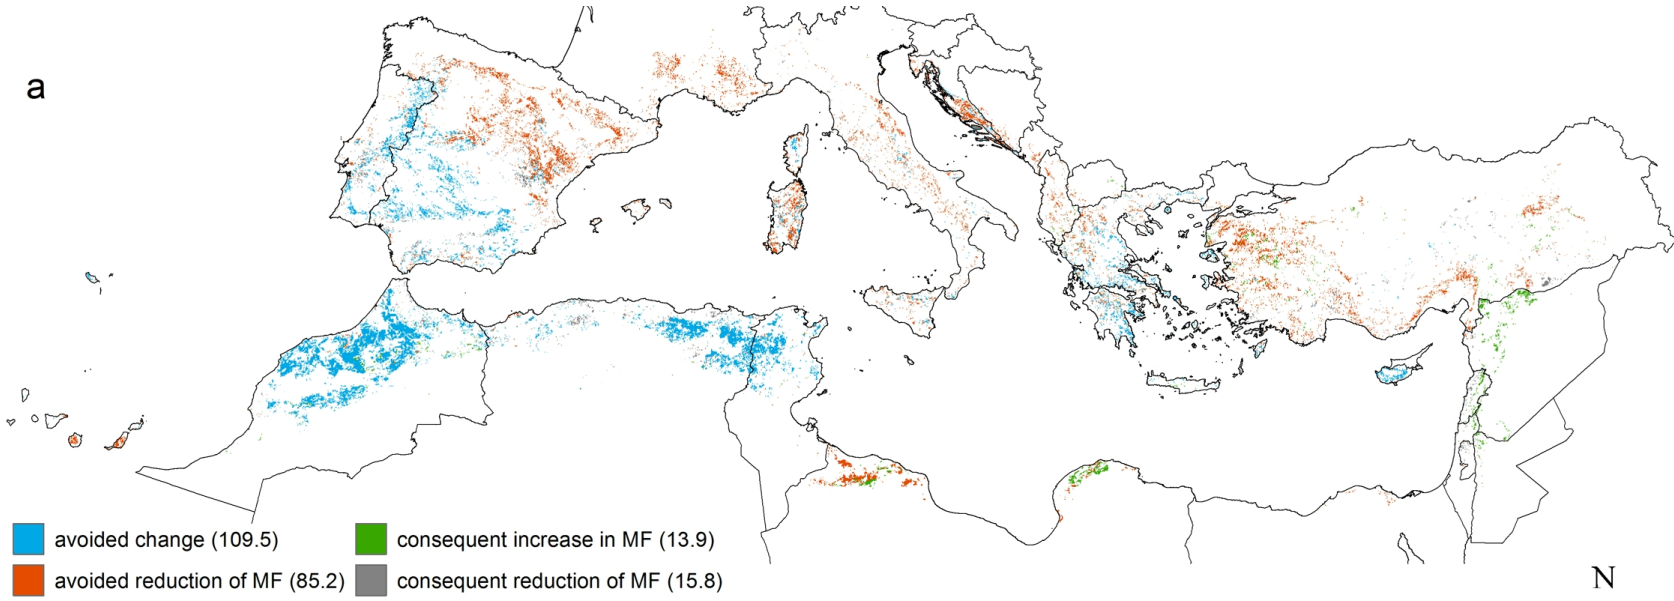 a
avoided change (109.5)
consequent increase in MF (13.9)
avoided reduction of MF (85.2)
consequent reduction of MF (15.8)
N